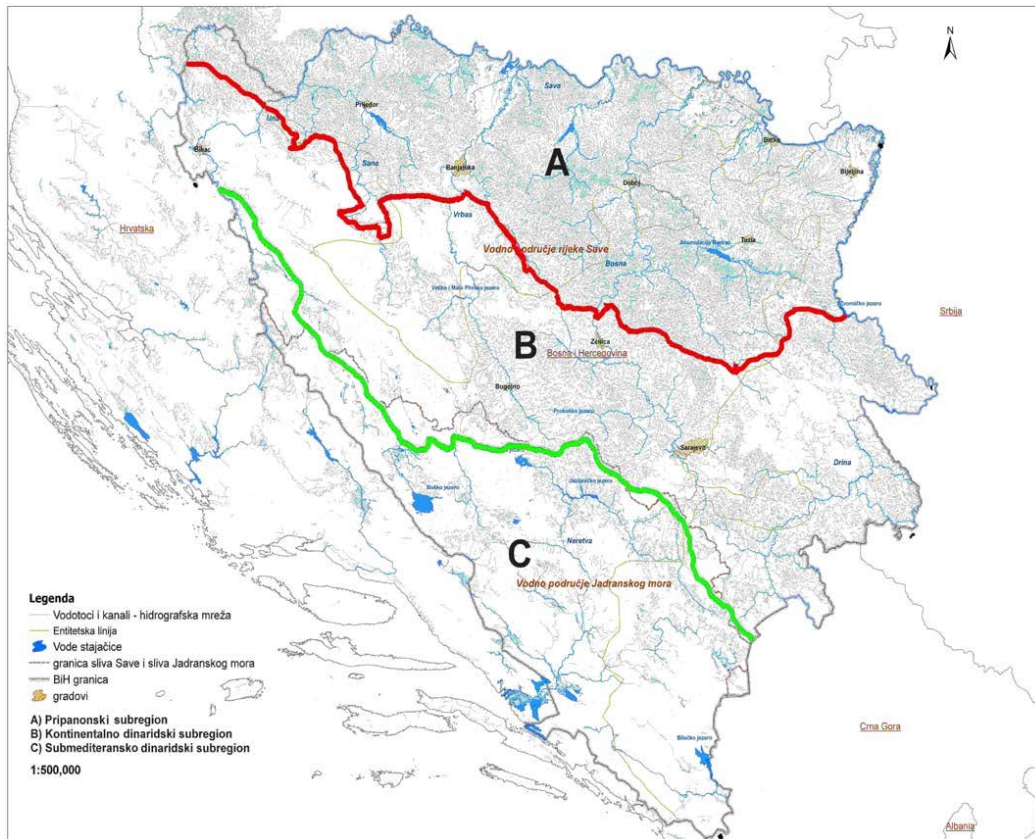 N
Sava
Prijedor
Una
Bihać
Sana
Banjaluka
A
Brčko
Bijeljina
Doboj
Hrvatska
Vrbas
Vodno područje rijeke Save
Tuzla
Bosna
Zvorničko jezero
Srbija
B
Zenica
Bosna i Hercegovina
Bugojno
Prokoško jezero
Sarajevo
Drina
Buško jezero
Jablaničko jezero
Neretva
C
Vodno područje Jadranskog mora
Legenda
Vodotoci i kanali - hidrografska mreža
Entitetska linija
Vode stajačice
granica sliva Save i sliva Jadranskog mora
BiH granica
gradovi
A) Pripanonski subregion
B) Kontinentalno dinaridski subregion
C) Submediteransko dinaridski subregion
1:500,000
Bilećko jezero
Crna Gora
Albania